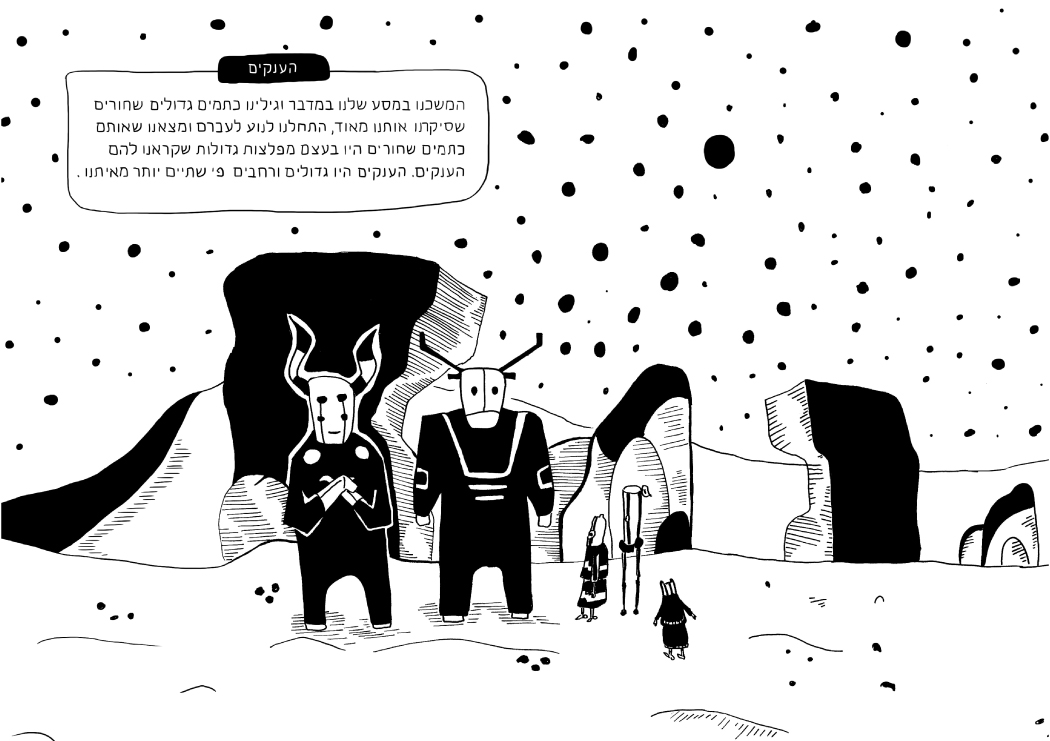 הענקים
המשכנו במסע שלנו במדבר וגילינו כתמים גדולים שחורים
שסיקרנו אותנו מאוד, התחלנו לנוע לעברם ומצאנו שאותם
כתמים שחורים היו בעצם מפלצות גדולות שקראנו להם
הענקים. הענקים היו גדולים ורחבים פי שתיים יותר מאיתנו .